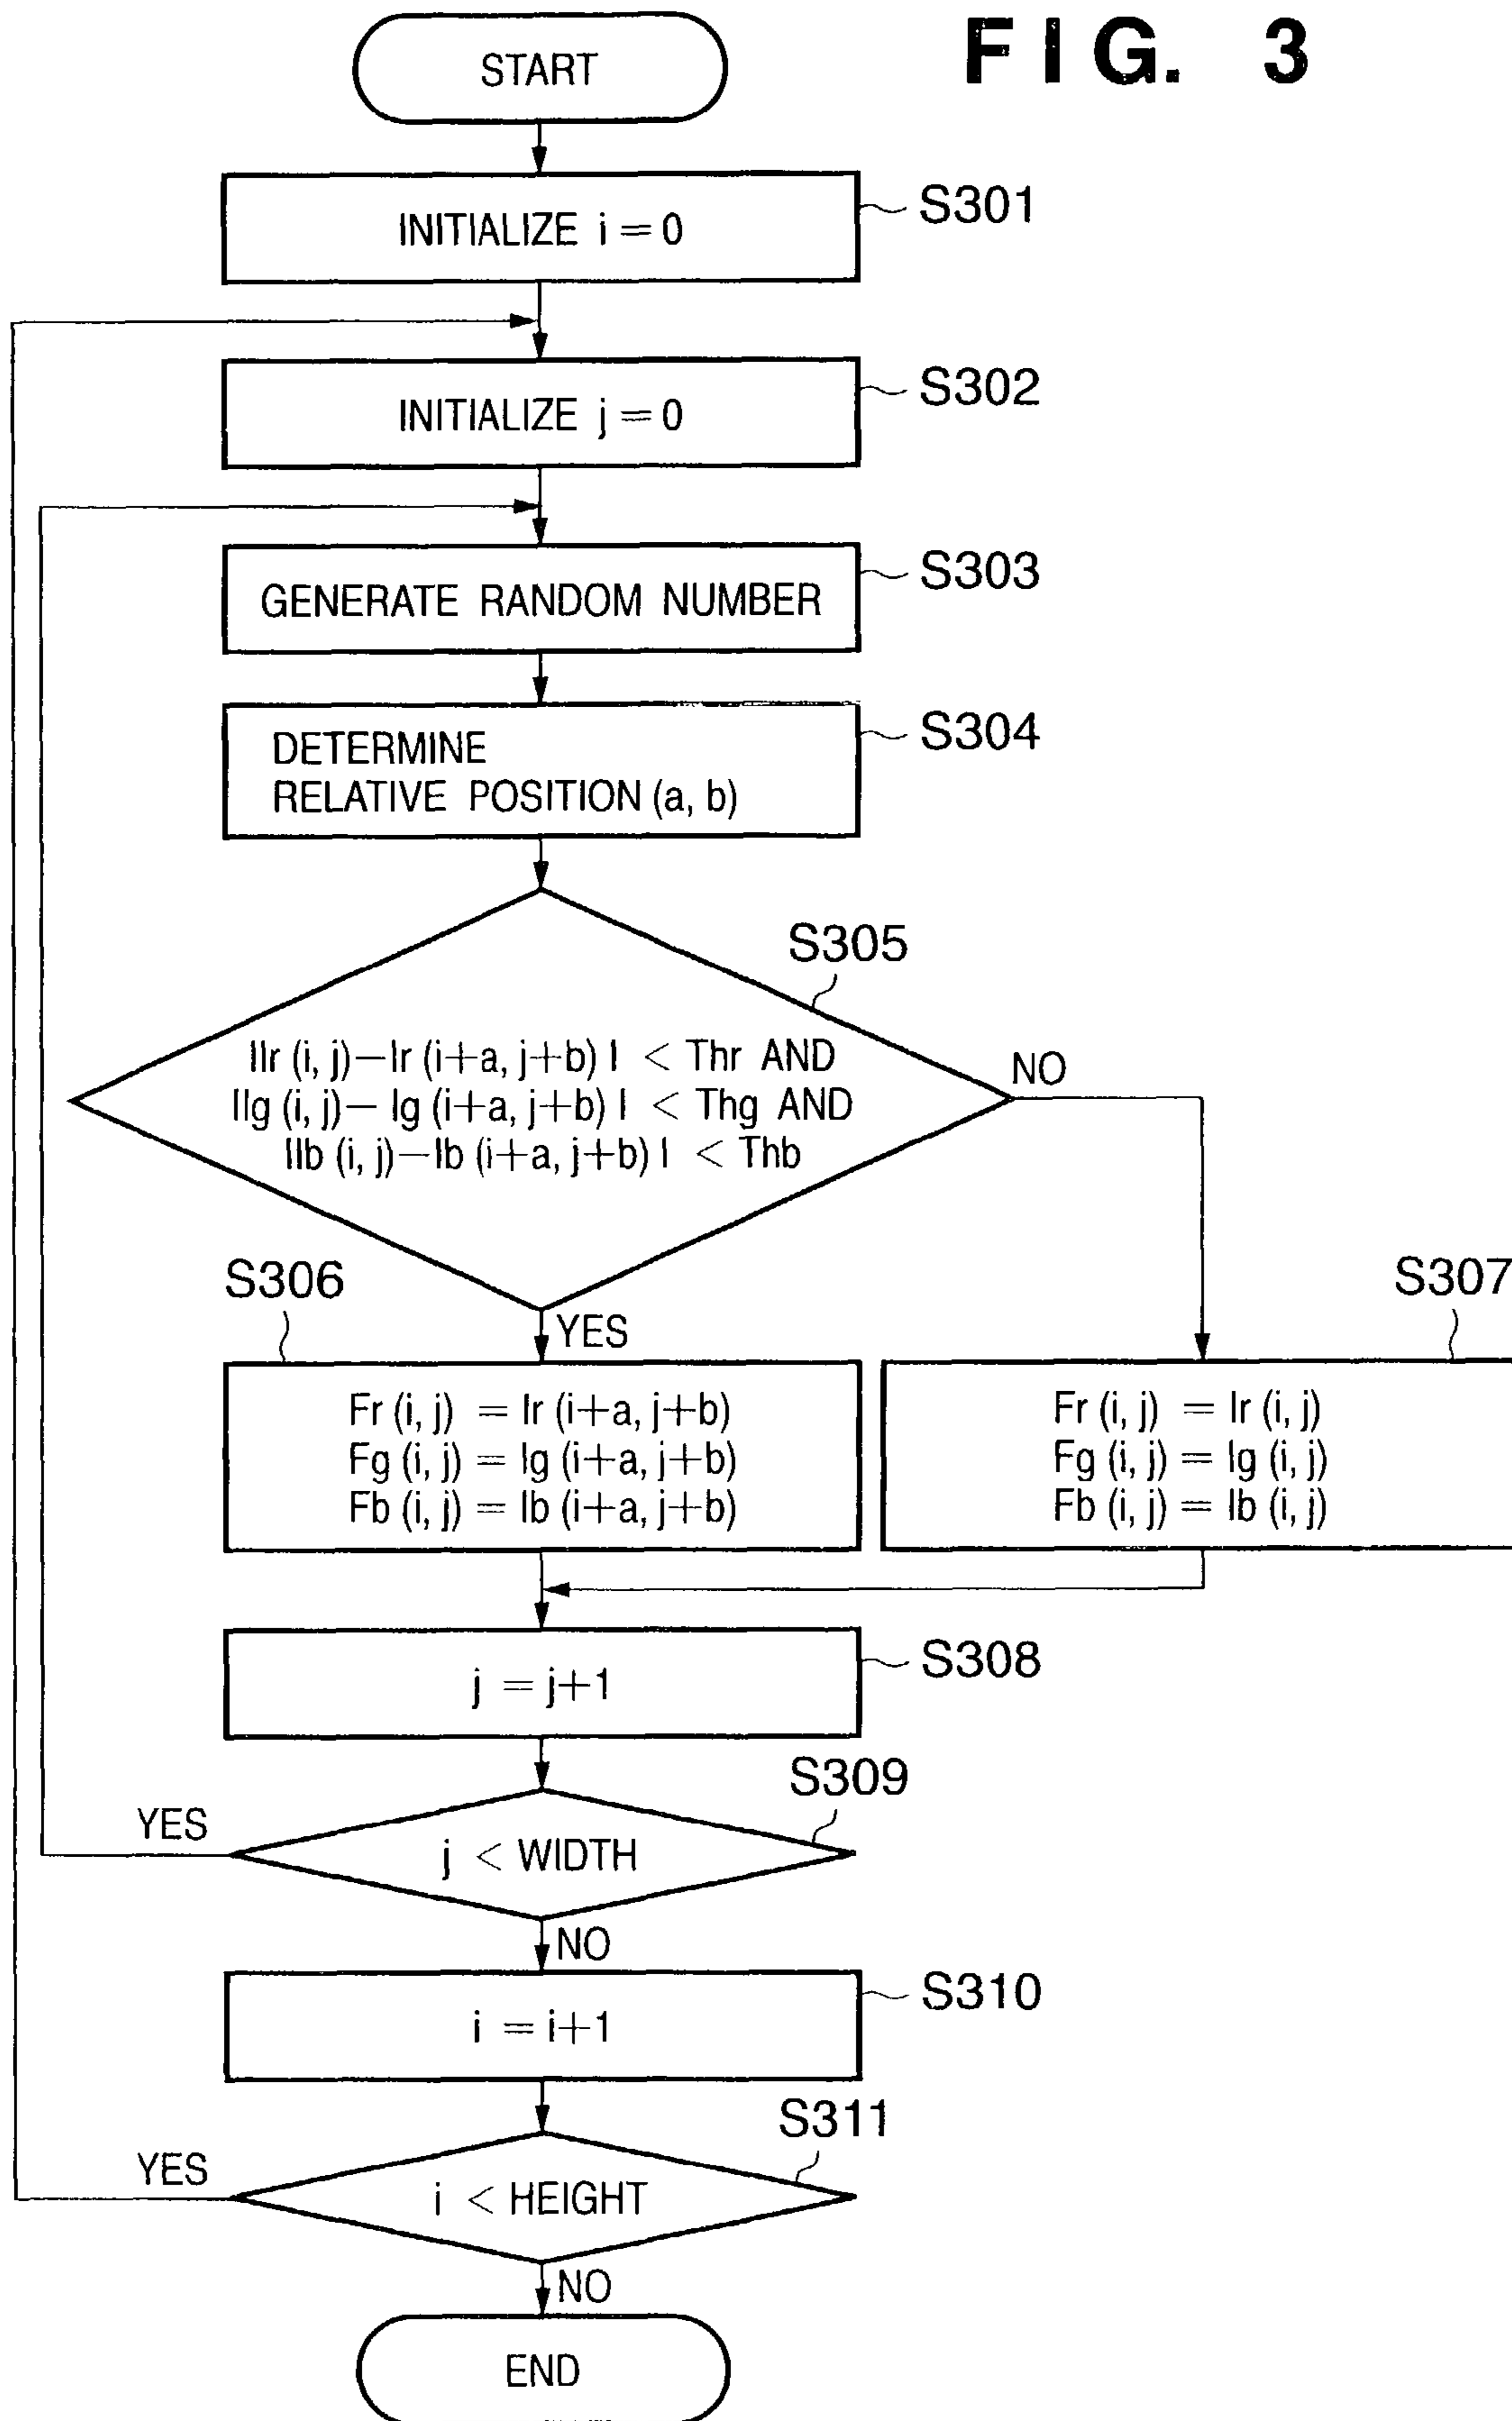 FIG. 3
START
INITIALIZE i = 0
S301
INITIALIZE j = 0
S302
GENERATE RANDOM NUMBER
S303
DETERMINE
RELATIVE POSITION (a, b)
S304
S305
|Ir (i, j)−Ir (i+a, j+b) | < Thr AND
|Ig (i, j)− Ig (i+a, j+b) | < Thg AND
|Ib (i, j)−Ib (i+a, j+b) | < Thb
NO
YES
S306
Fr (i, j) = Ir (i+a, j+b)
Fg (i, j) = Ig (i+a, j+b)
Fb (i, j) = Ib (i+a, j+b)
S307
Fr (i, j) = Ir (i, j)
Fg (i, j) = Ig (i, j)
Fb (i, j) = Ib (i, j)
j = j+1
S308
S309
YES
j < WIDTH
NO
i = i+1
S310
S311
YES
i < HEIGHT
NO
END